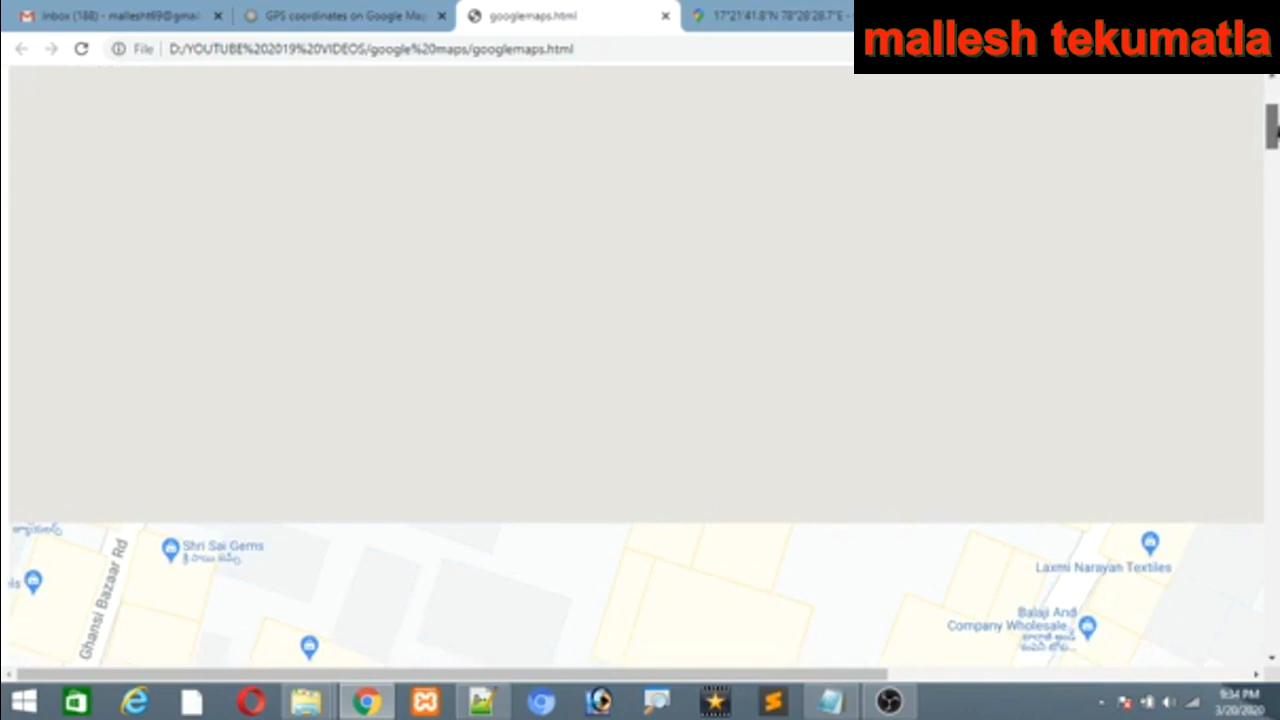 Inbox (188) - mallesht69@gmail
GPS coordinates on Google Map
googlemaps.html
17°21'41.8"N 78°28'28.7"E -
mallesh tekumatla
File
D:/YOUTUBE%202019%20VIDEOS/google%20maps/googlemaps.html
Shri Sai Gems
Ghansi Bazaar Rd
Laxmi Narayan Textiles
Balaji And
Company Wholesale...
9:34 PM
3/20/2020